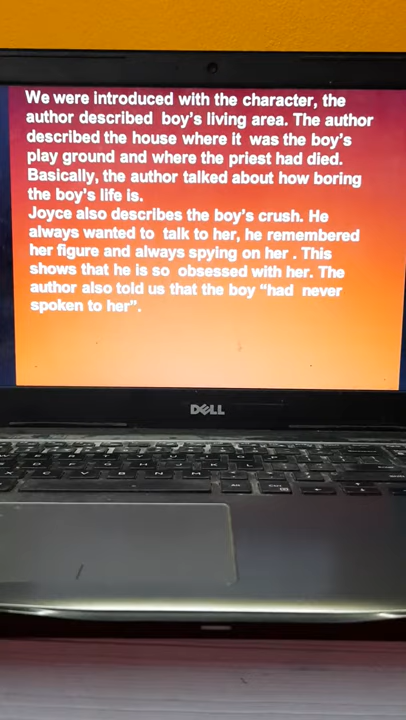 We were introduced with the character, the
author described boy's living area. The author
described the house where it was the boy's
play ground and where the priest had died.
Basically, the author talked about how boring
the boy's life is.
Joyce also describes the boy's crush. He
always wanted to talk to her, he remembered
her figure and always spying on her . This
shows that he is so obsessed with her. The
author also told us that the boy “had never
spoken to her”.
DELL